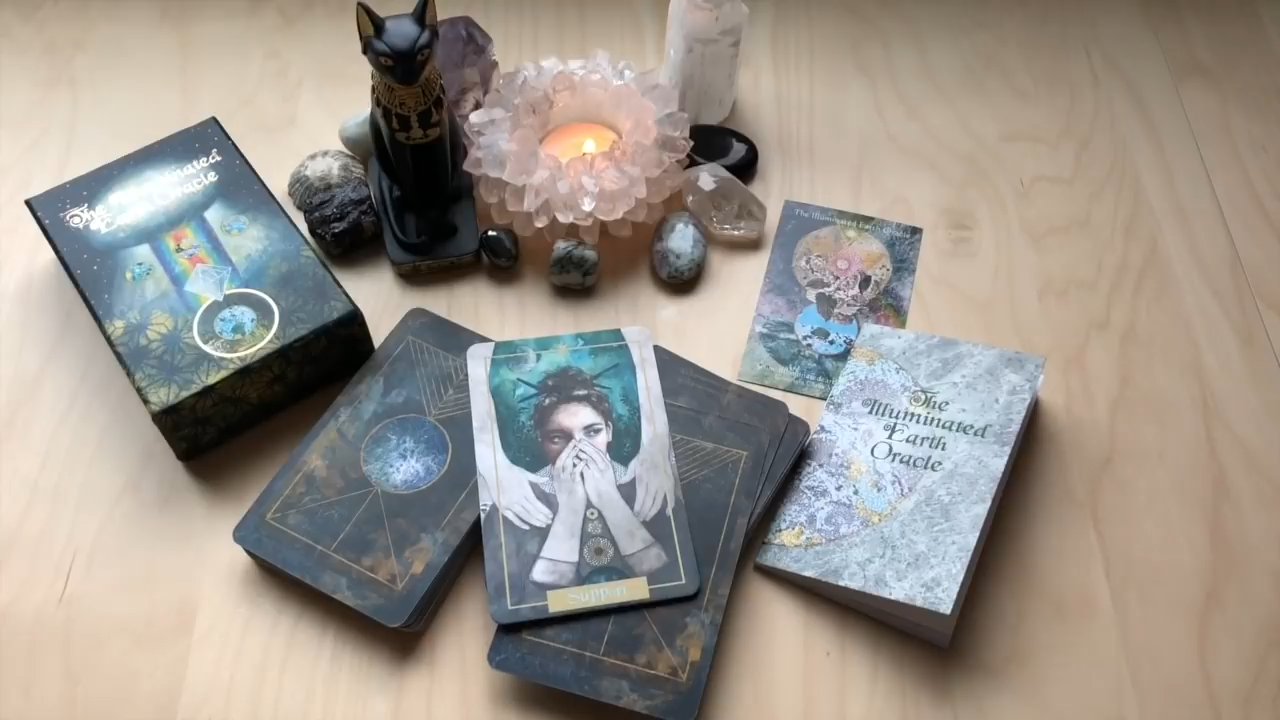 The Illuminated
Earth Oracle
The Illuminated Earth Oracle
The
Illuminated
Earth
Oracle
Support